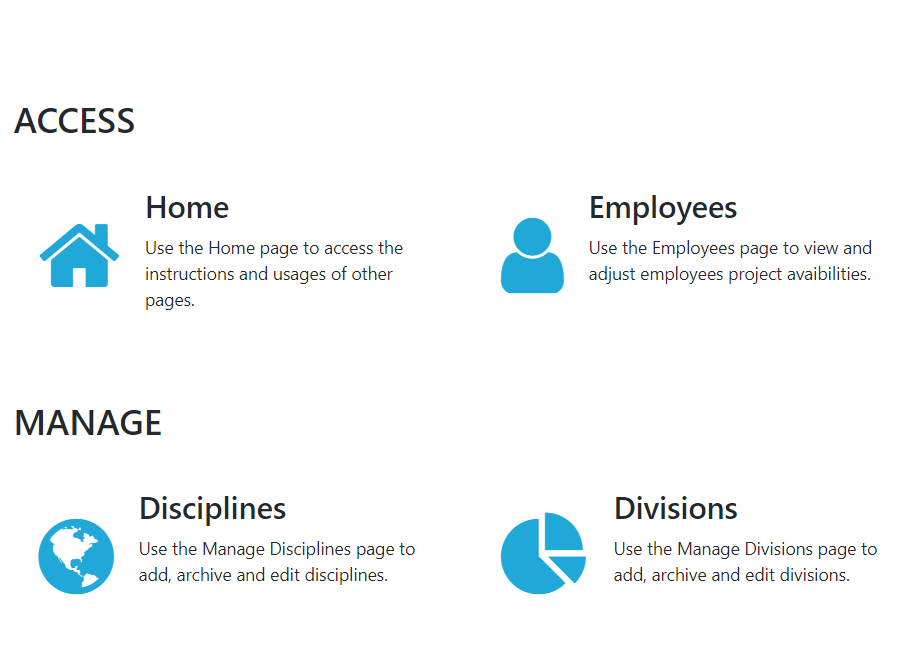 ACCESS
Home
Use the Home page to access the
instructions and usages of other
pages.
Employees
Use the Employees page to view and
adjust employees project avaibilities.
MANAGE
Disciplines
Use the Manage Disciplines page to
add, archive and edit disciplines.
Divisions
Use the Manage Divisions page to
add, archive and edit divisions.